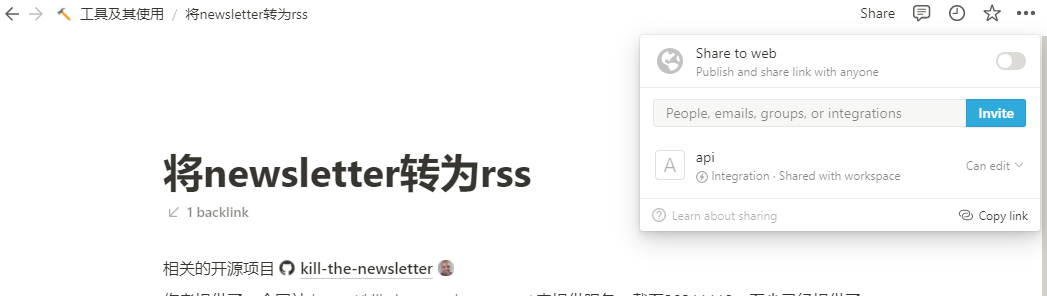 工具及其使用 / 将newsletter转为rss
Share
Share to web
Publish and share link with anyone
People, emails, groups, or integrations
Invite
A
api
Integration · Shared with workspace
Can edit
Learn about sharing
Copy link
将newsletter转为rss
1 backlink
相关的开源项目 kill-the-newsletter